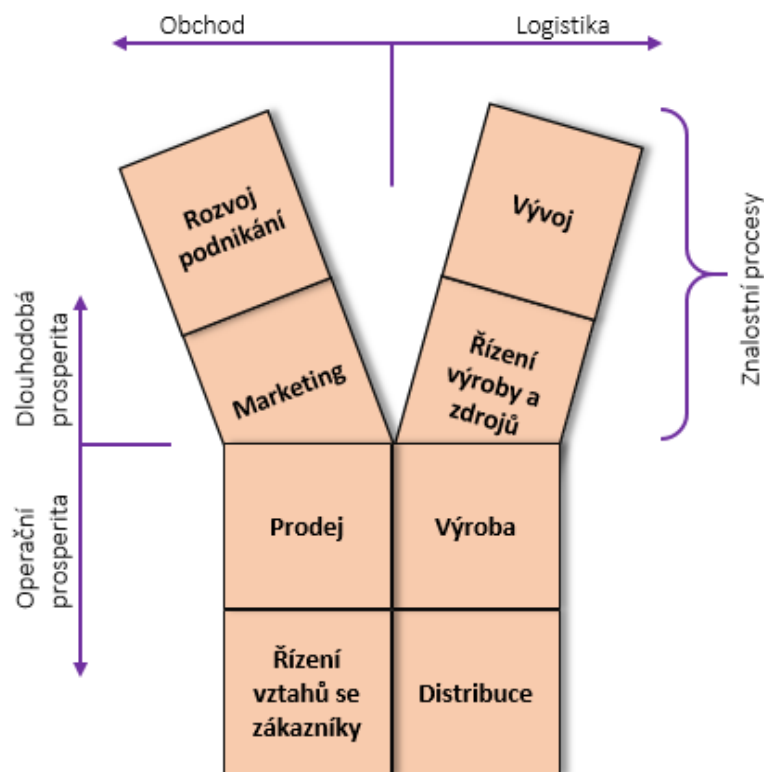 Obchod
Logistika
Rozvoj
podnikání
Vývoj
Marketing
Řízení
výroby a
zdrojů
Znalostní procesy
Dlouhodobá
prosperita
Operační
prosperita
Prodej
Výroba
Řízení
vztahů se
zákazníky
Distribuce